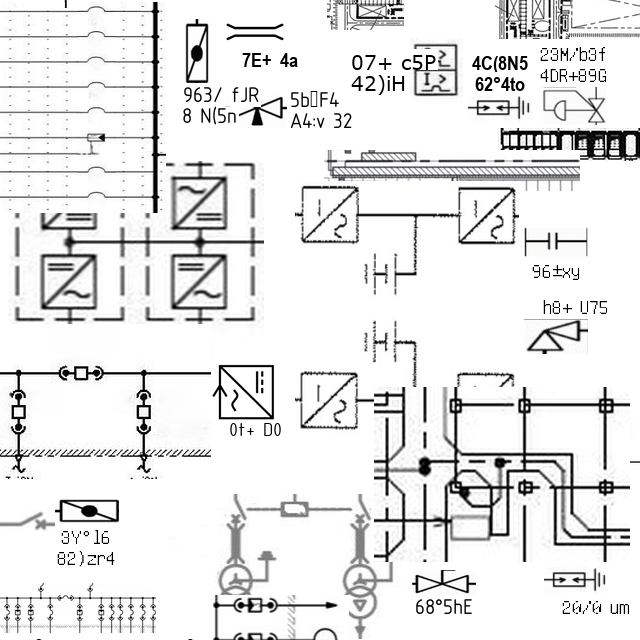 7E+ 4a
07+ c5P
42)iH
4C(8N5
62°4to
23M/b3f
4DR+89G
963/ fJR
8 N(5n
5b▯F4
A4:v 32
96±xy
h8+ U75
0t+ D0
3Y°16
82)zr4
68°5hE
20/0 um